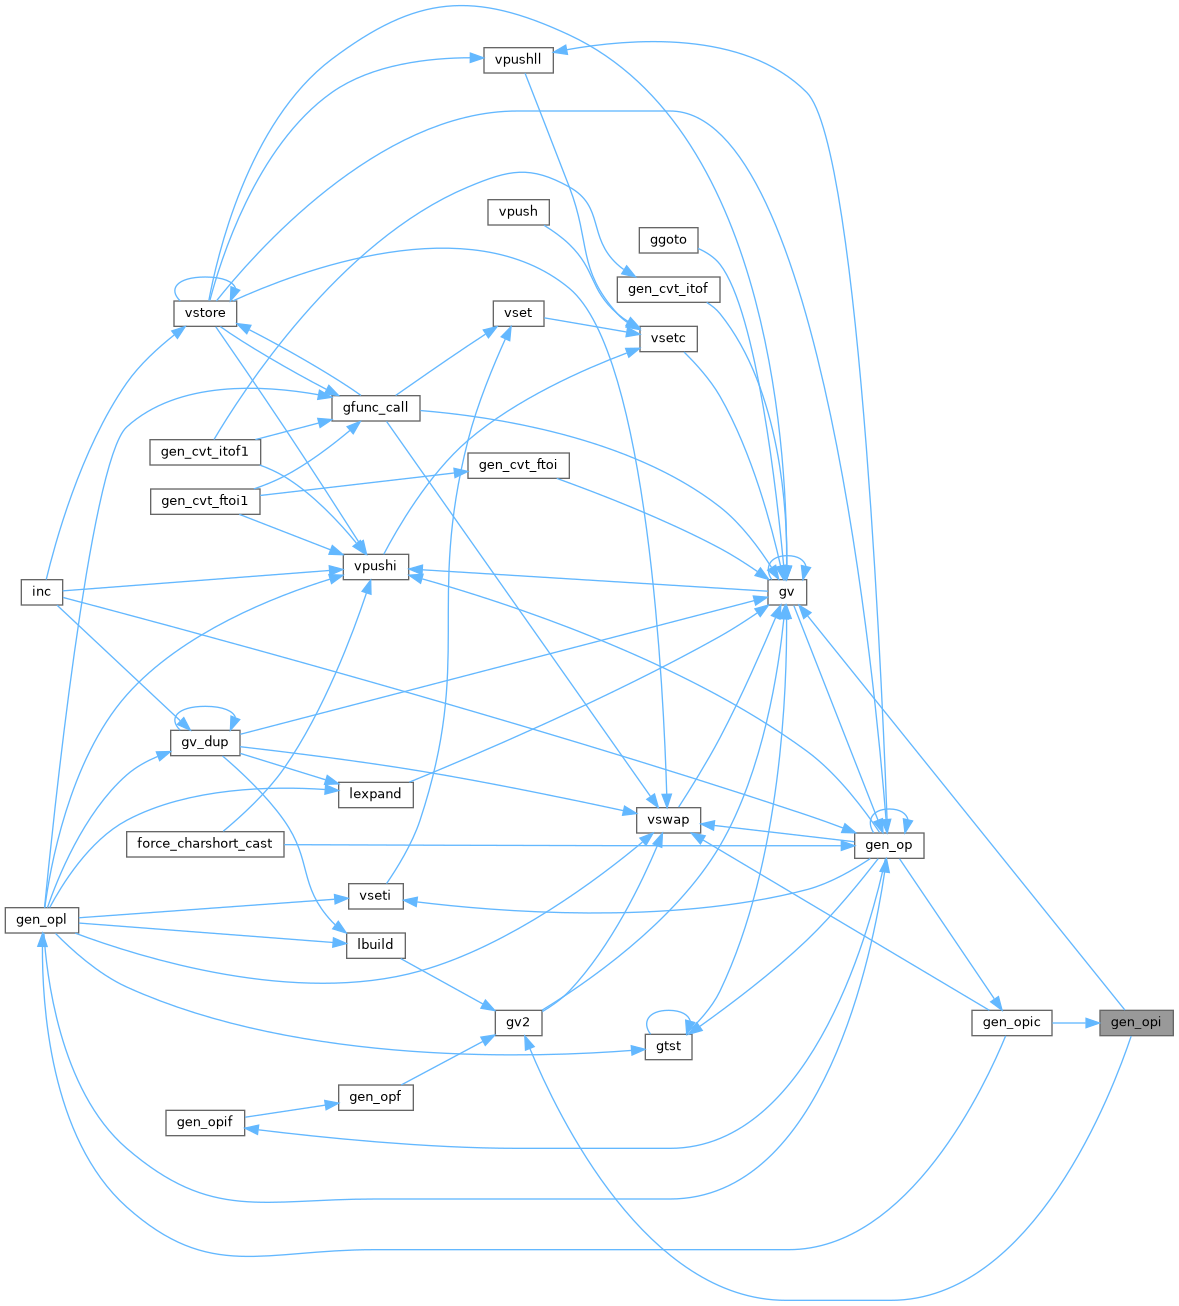 vpushll
vpush
ggoto
gen_cvt_itof
vstore
vset
vsetc
gfunc_call
gen_cvt_itof1
gen_cvt_ftoi
gen_cvt_ftoi1
vpushi
inc
gv
gv_dup
lexpand
vswap
force_charshort_cast
gen_op
vseti
gen_opl
lbuild
gv2
gen_opic
gen_opi
gtst
gen_opf
gen_opif